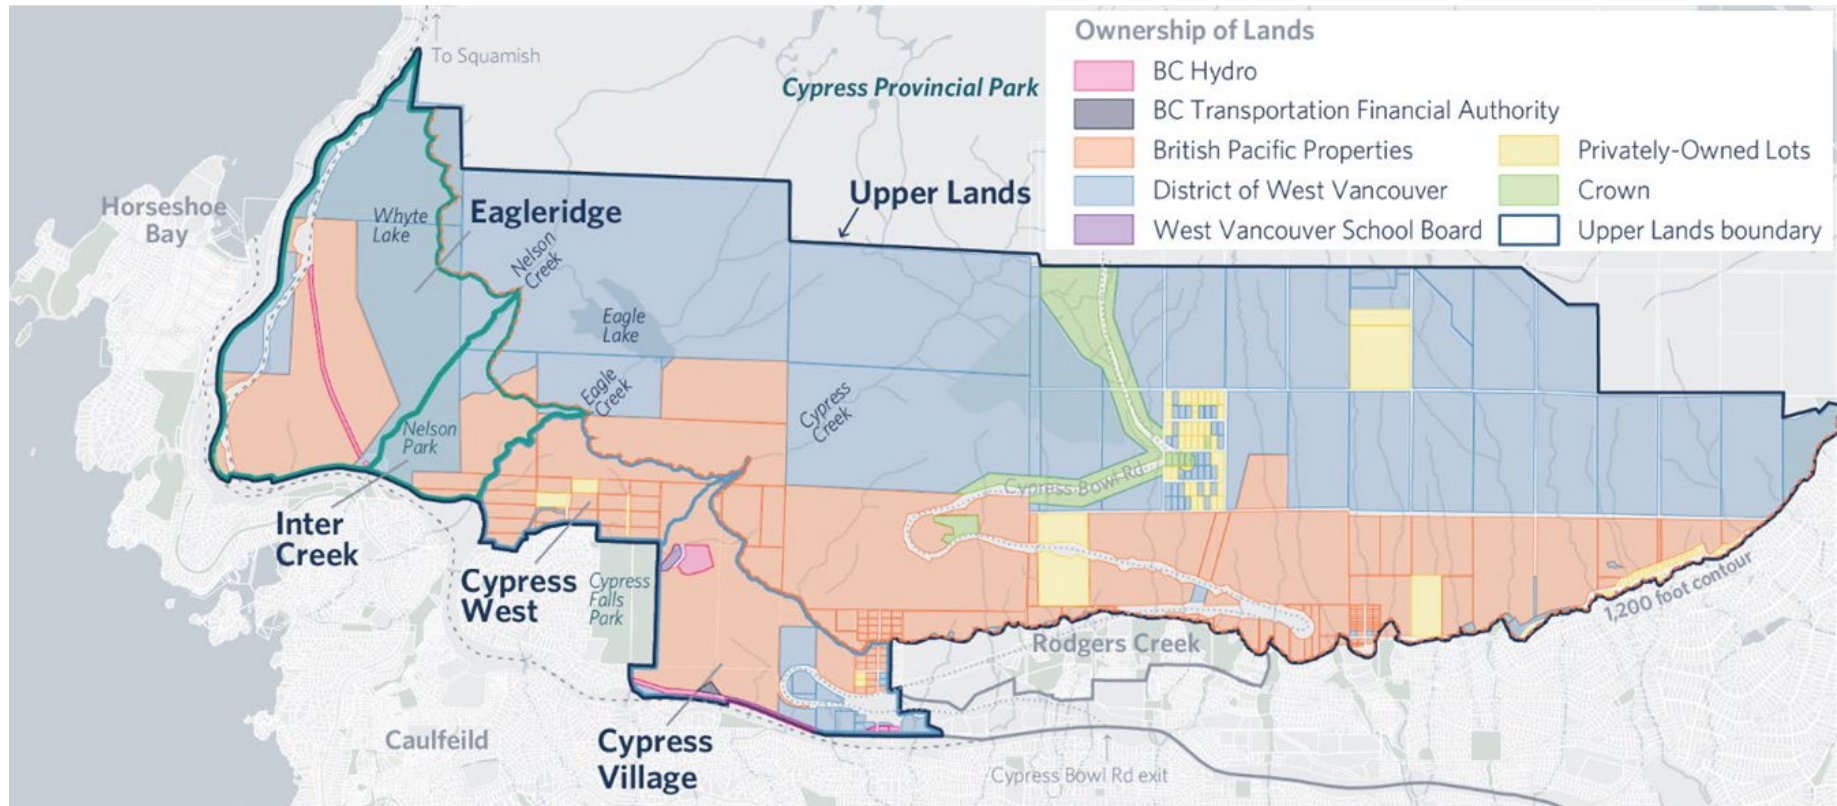 To Squamish
Cypress Provincial Park
Ownership of Lands
BC Hydro
BC Transportation Financial Authority
British Pacific Properties
District of West Vancouver
West Vancouver School Board
Privately-Owned Lots
Crown
Upper Lands boundary
Horseshoe
Bay
Whyte
Lake
Eagleridge
Upper Lands
Nelson
Creek
Eagle
Lake
Eagle
Creek
Cypress
Creek
Nelson
Park
Cypress Bowl Rd
Inter
Creek
Cypress
West
Cypress
Falls
Park
1,200 foot contour
Rodgers Creek
Caulfeild
Cypress
Village
Cypress Bowl Rd exit